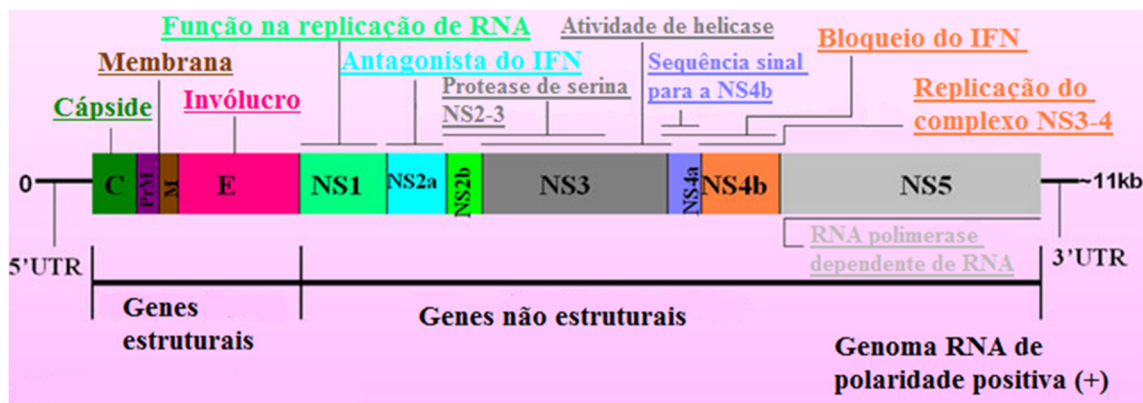 Função na replicação de RNA
Atividade de helicase
Bloqueio do IFN
Membrana
Antagonista do IFN
Sequência sinal
para a NS4b
Cápside
Invólucro
Protease de serina
NS2-3
Replicação do
complexo NS3-4
0
C
PrM
M
E
NS1
NS2a
NS2b
NS3
NS4a
NS4b
NS5
~11kb
5'UTR
RNA polimerase
dependente de RNA
3'UTR
Genes
estruturais
Genes não estruturais
Genoma RNA de
polaridade positiva (+)